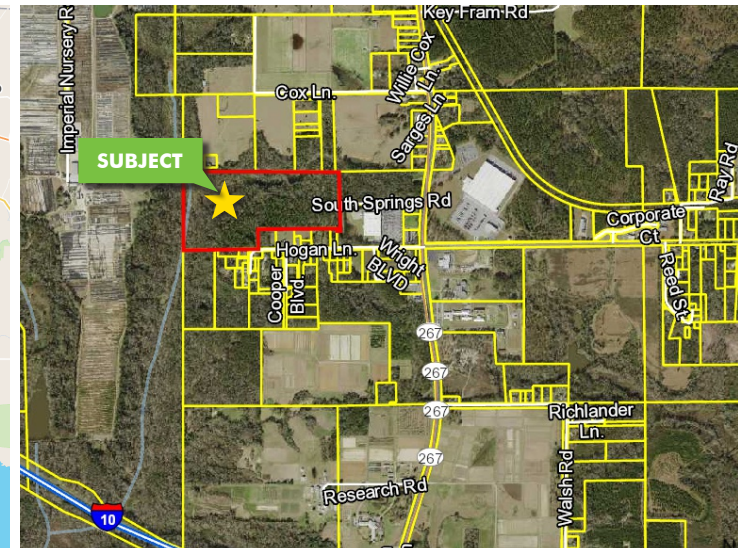 Key Fram Rd
Imperial Nursery R
Willie Cox
Ln.
Cox Ln.
Sarges Ln
SUBJECT
Ray Rd
South Springs Rd
Corporate
Ct
Hogan Ln.
Wright
BLVD
Cooper
Blvd.
Reed St
267
267
267
Richlander
Ln.
267
Walsh Rd
Research Rd
10